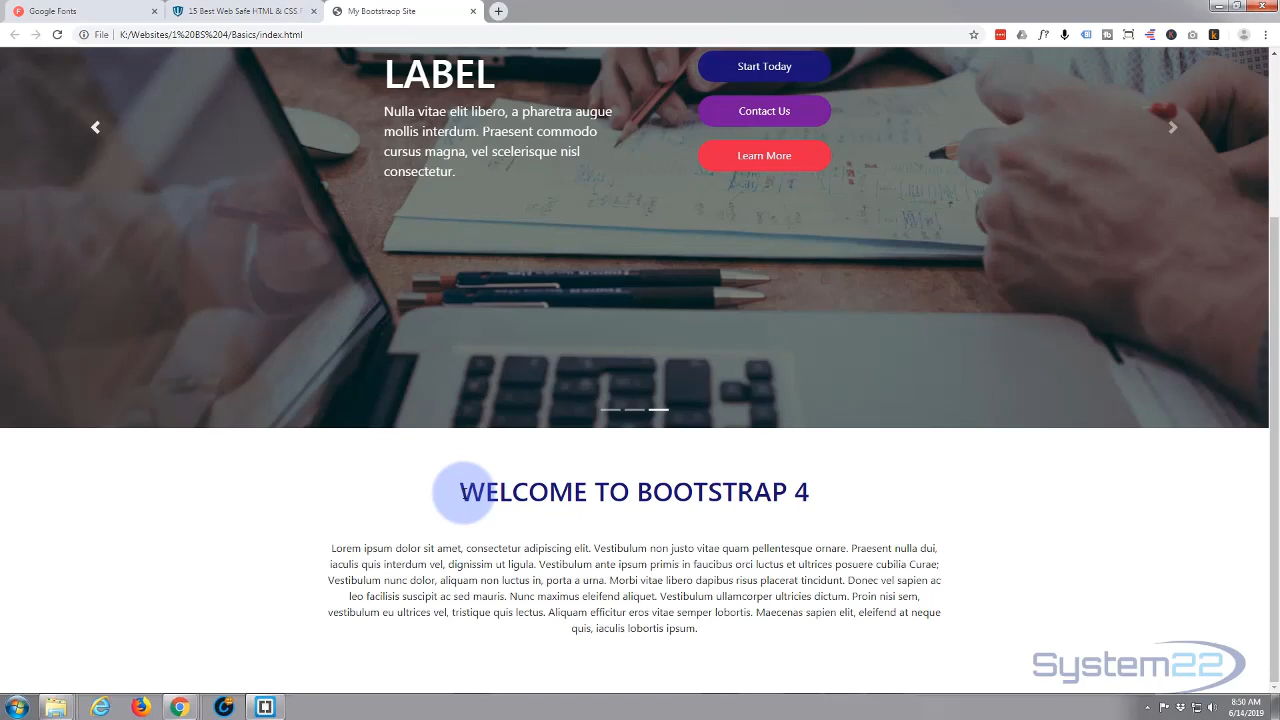 Google Fonts
15 Best Web Safe HTML & CSS F
My Bootstraop Site
File
K:/Websites/1%20BS%204/Basics/index.html
LABEL
Nulla vitae elit libero, a pharetra augue
mollis interdum. Praesent commodo
cursus magna, vel scelerisque nisl
consectetur.
Start Today
Contact Us
Learn More
WELCOME TO BOOTSTRAP 4
Lorem ipsum dolor sit amet, consectetur adipiscing elit. Vestibulum non justo vitae quam pellentesque ornare. Praesent nulla dui,
iaculis quis interdum vel, dignissim ut ligula. Vestibulum ante ipsum primis in faucibus orci luctus et ultrices posuere cubilia Curae;
Vestibulum nunc dolor, aliquam non luctus in, porta a urna. Morbi vitae libero dapibus risus placerat tincidunt. Donec vel sapien ac
leo facilisis suscipit ac sed mauris. Nunc maximus eleifend aliquet. Vestibulum ullamcorper ultricies dictum. Proin nisi sem,
vestibulum eu ultrices vel, tristique quis lectus. Aliquam efficitur eros vitae semper lobortis. Maecenas sapien elit, eleifend at neque
quis, iaculis lobortis ipsum.
System22
8:50 AM
6/14/2019